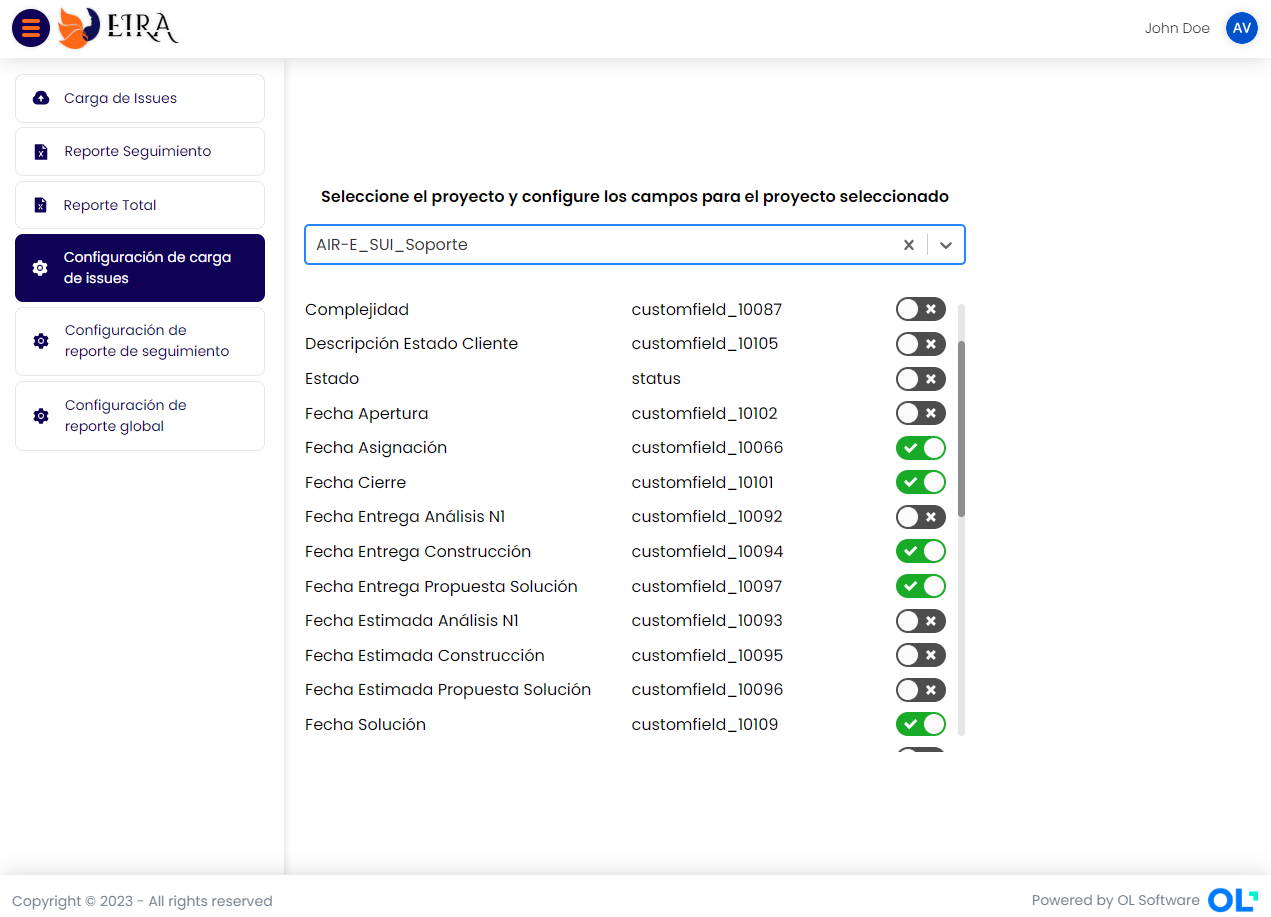 EIRA
John Doe
AV
Carga de Issues
Reporte Seguimiento
Reporte Total
Configuración de carga
de issues
Configuración de
reporte de seguimiento
Configuración de
reporte global
Seleccione el proyecto y configure los campos para el proyecto seleccionado
AIR-E_SUI_Soporte
Complejidad customfield_10087
Descripción Estado Cliente customfield_10105
Estado status
Fecha Apertura customfield_10102
Fecha Asignación customfield_10066
Fecha Cierre customfield_10101
Fecha Entrega Análisis N1 customfield_10092
Fecha Entrega Construcción customfield_10094
Fecha Entrega Propuesta Solución customfield_10097
Fecha Estimada Análisis N1 customfield_10093
Fecha Estimada Construcción customfield_10095
Fecha Estimada Propuesta Solución customfield_10096
Fecha Solución customfield_10109
Copyright © 2023 - All rights reserved
Powered by OL Software
OL